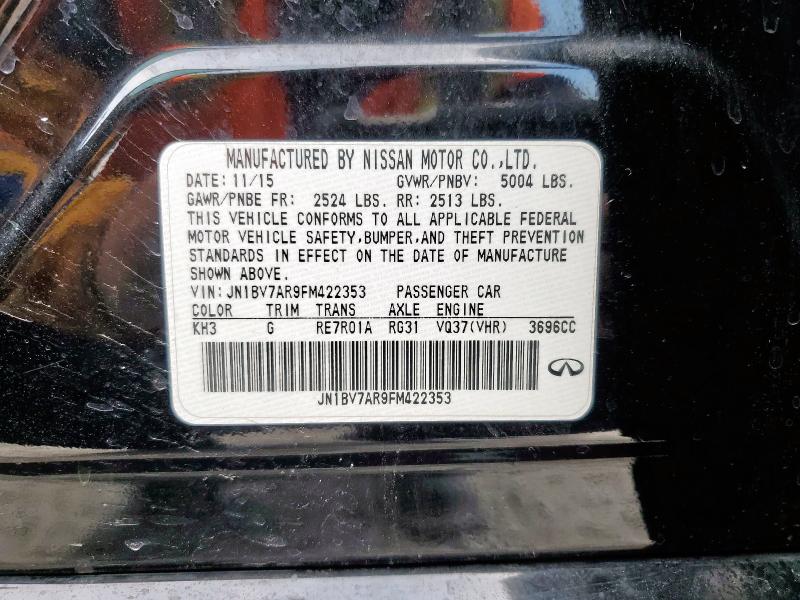 MANUFACTURED BY NISSAN MOTOR CO.,LTD.
DATE: 11/15 GVWR/PNBV: 5004 LBS.
GAWR/PNBE FR: 2524 LBS. RR: 2513 LBS.
THIS VEHICLE CONFORMS TO ALL APPLICABLE FEDERAL
MOTOR VEHICLE SAFETY,BUMPER,AND THEFT PREVENTION
STANDARDS IN EFFECT ON THE DATE OF MANUFACTURE
SHOWN ABOVE.
VIN:JN1BV7AR9FM422353 PASSENGER CAR
COLOR TRIM TRANS AXLE ENGINE
KH3 G RE7R01A RG31 VQ37(VHR) 3696CC
JN1BV7AR9FM422353